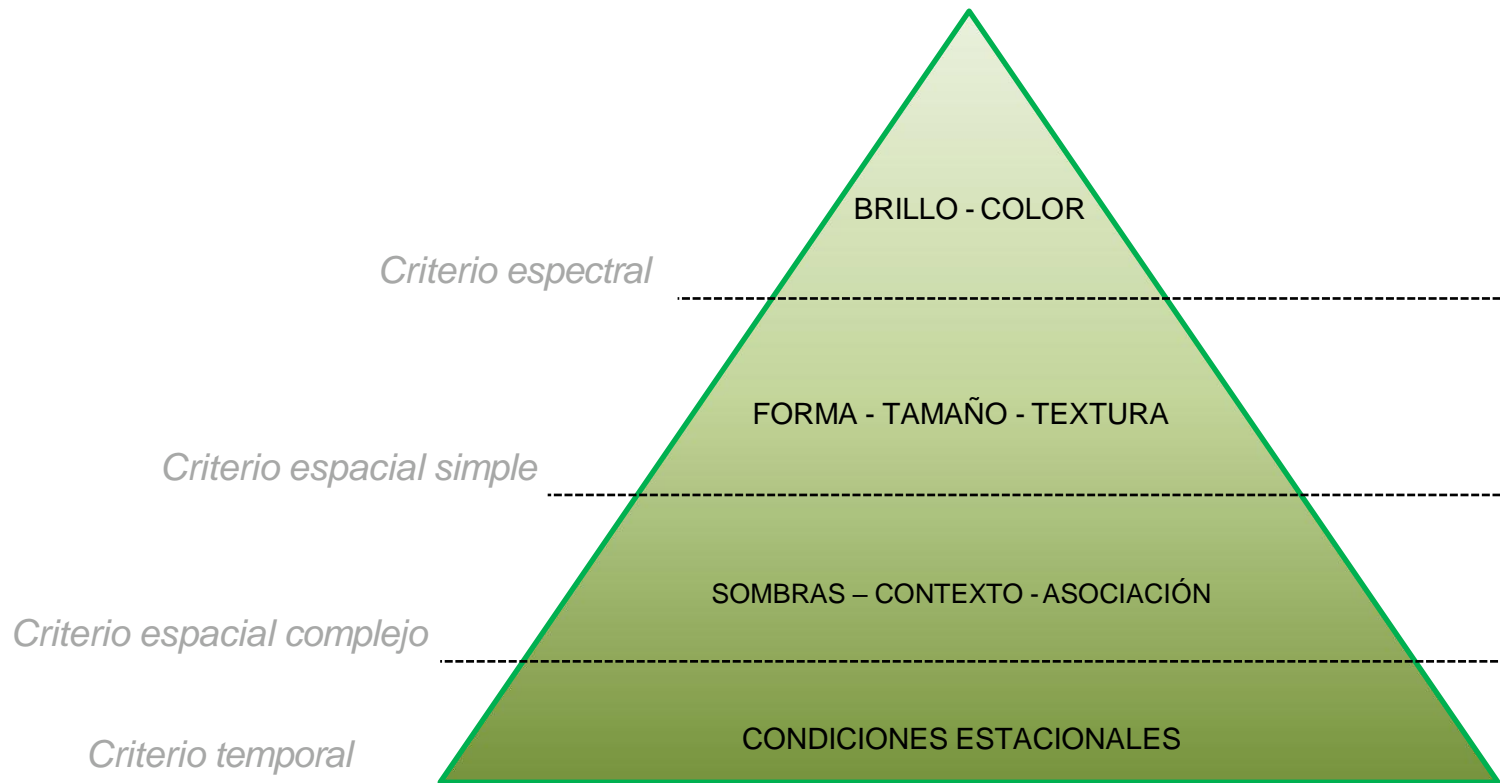 BRILLO - COLOR
Criterio espectral
FORMA - TAMAÑO - TEXTURA
Criterio espacial simple
SOMBRAS – CONTEXTO - ASOCIACIÓN
Criterio espacial complejo
CONDICIONES ESTACIONALES
Criterio temporal